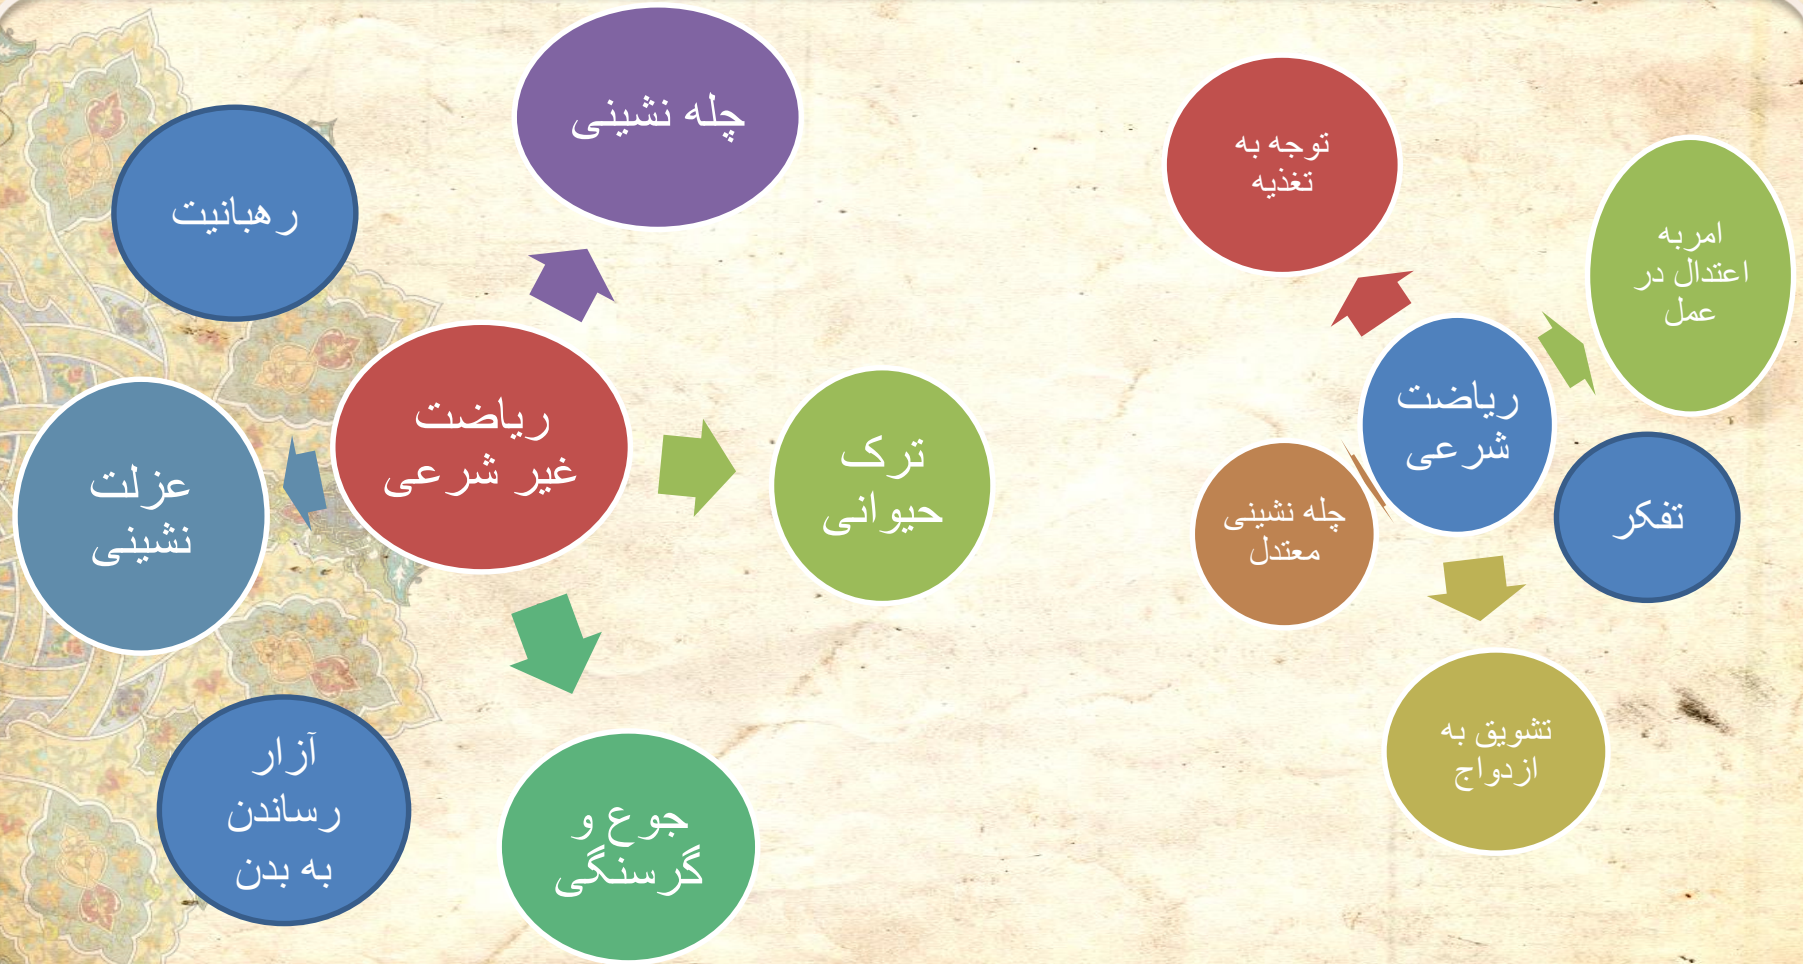 توجه به
تغذیه
امربه
اعتدال در
عمل
ریاضت
شرعی
تفکر
چله نشینی
معتدل
تشویق به
ازدواج
چله نشینی
رهبانیت
ریاضت
غیر شرعی
ترک
حیوانی
عزلت
نشینی
جوع و
گرسنگی
آزار
رساندن
به بدن